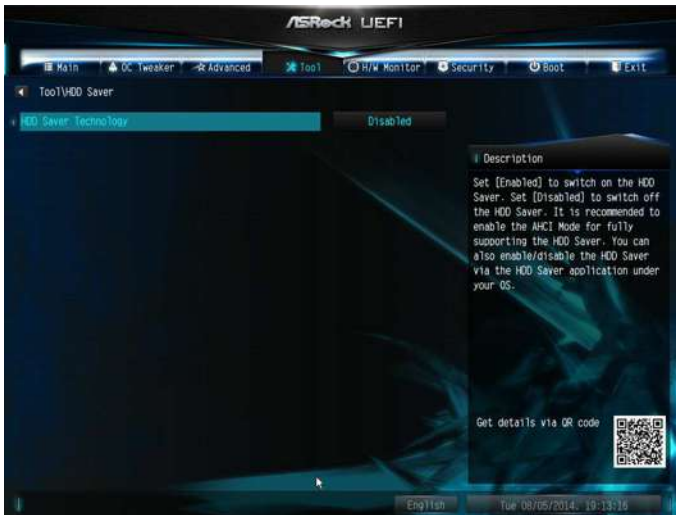 ASRock UEFI
Main OC Tweaker Advanced Tool H/W Monitor Security Boot Exit
Tool\HDD Saver
HDD Saver Technology Disabled
Description
Set [Enabled] to switch on the HDD
Saver. Set [Disabled] to switch off
the HDD Saver. It is recommended to
enable the AHCI Mode for fully
supporting the HDD Saver. You can
also enable/disable the HDD Saver
via the HDD Saver application under
your OS.
Get details via QR code
English Tue 08/05/2014, 19:13:16